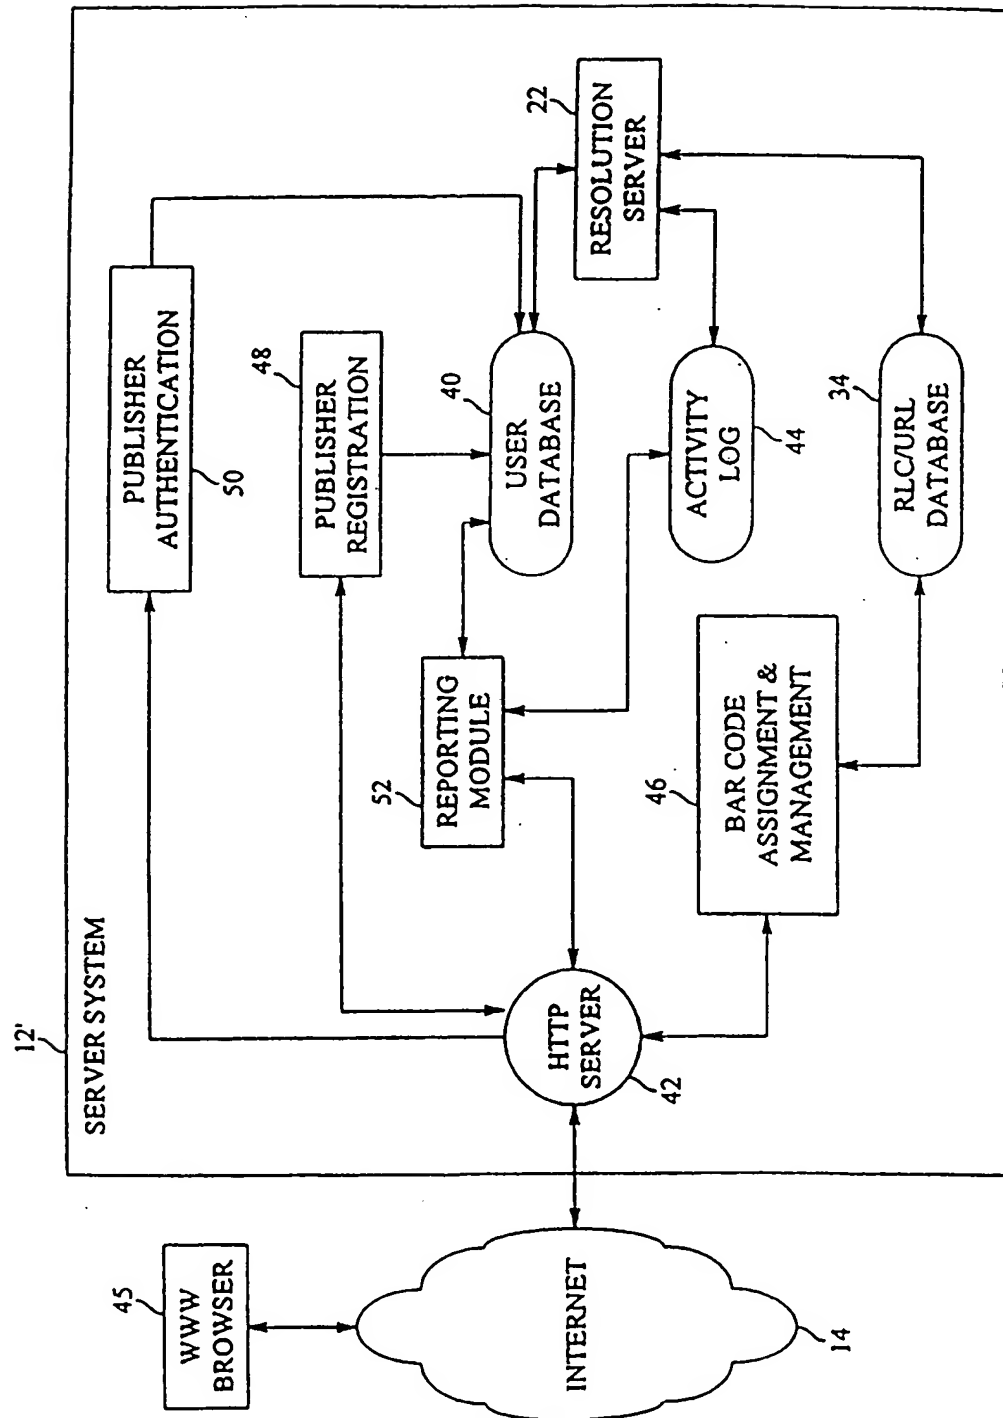 12'
SERVER SYSTEM
45
WWW
BROWSER
INTERNET
14
HTTP
SERVER
42
PUBLISHER
AUTHENTICATION
50
PUBLISHER
REGISTRATION
48
52
REPORTING
MODULE
40
USER
DATABASE
22
RESOLUTION
SERVER
ACTIVITY
LOG
44
46
BAR CODE
ASSIGNMENT &
MANAGEMENT
34
RLC/URL
DATABASE